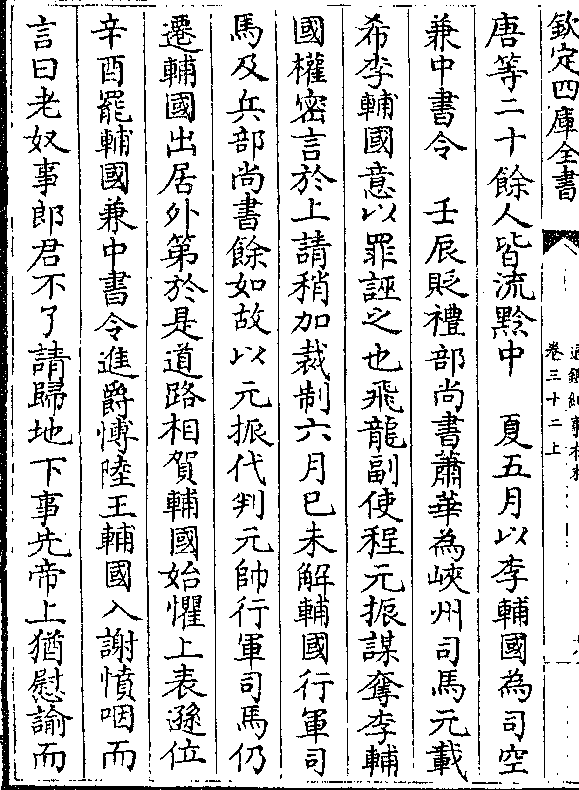 欽定四庫全書
卷三十二上
唐等二十餘人皆流黔中　夏五月以李輔國為司空
兼中書令　壬辰貶禮部尚書蕭華為峽州司馬元載
希李輔國意以罪誣之也飛龍副使程元振謀奪李輔
國權密言於上請稍加裁制六月已未解輔國行軍司
馬及兵部尚書餘如故以元振代判元帥行軍司馬仍
遷輔國出居外第於是道路相賀輔國始懼上表遜位
辛酉罷輔國兼中書令進爵博陸王輔國入謝憤咽而
言曰老奴事郎君不了請歸地下事先帝上猶慰諭而